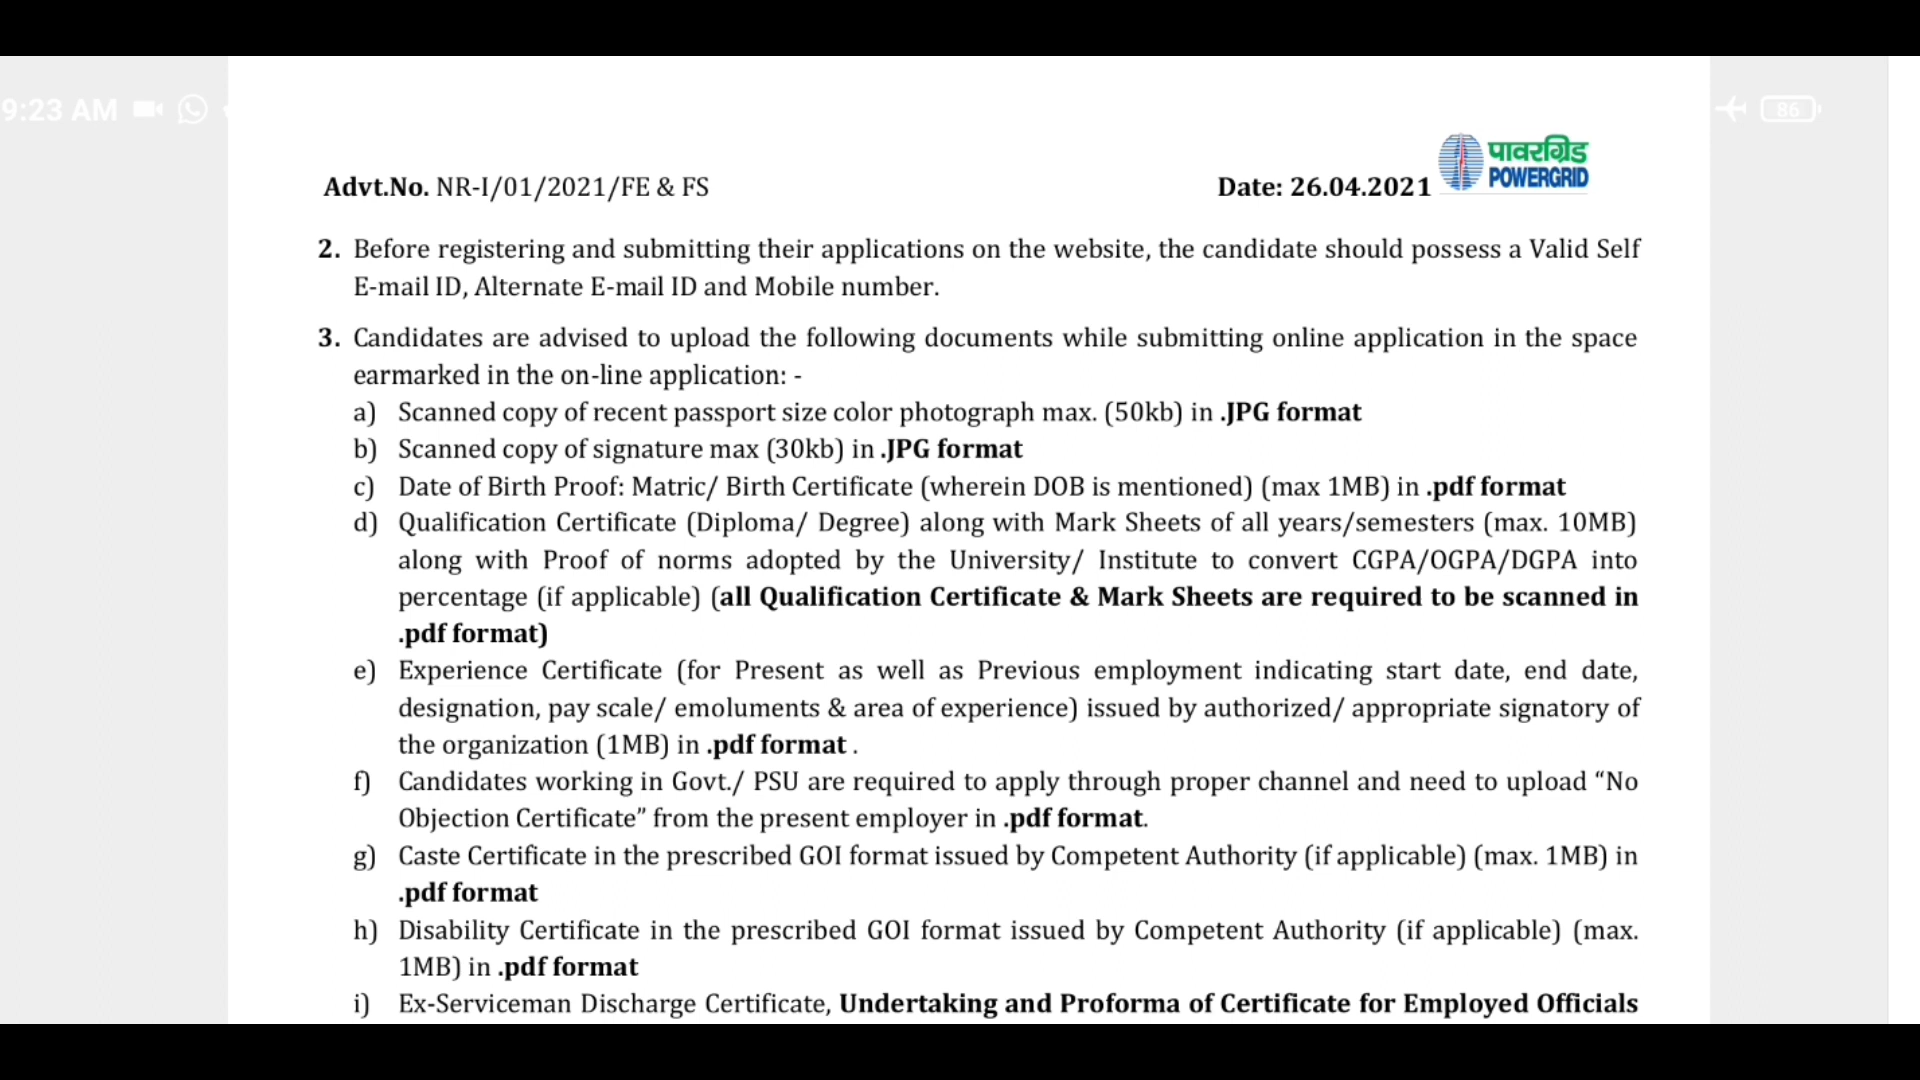 9:23 AM
86
पावरग्रिड
POWERGRID
Advt.No. NR-I/01/2021/FE & FS Date: 26.04.2021
2. Before registering and submitting their applications on the website, the candidate should possess a Valid Self
E-mail ID, Alternate E-mail ID and Mobile number.
3. Candidates are advised to upload the following documents while submitting online application in the space
earmarked in the on-line application: -
a) Scanned copy of recent passport size color photograph max. (50kb) in .JPG format
b) Scanned copy of signature max (30kb) in .JPG format
c) Date of Birth Proof: Matric/ Birth Certificate (wherein DOB is mentioned) (max 1MB) in .pdf format
d) Qualification Certificate (Diploma/ Degree) along with Mark Sheets of all years/semesters (max. 10MB)
along with Proof of norms adopted by the University/ Institute to convert CGPA/OGPA/DGPA into
percentage (if applicable) (all Qualification Certificate & Mark Sheets are required to be scanned in
.pdf format)
e) Experience Certificate (for Present as well as Previous employment indicating start date, end date,
designation, pay scale/ emoluments & area of experience) issued by authorized/ appropriate signatory of
the organization (1MB) in .pdf format .
f) Candidates working in Govt./ PSU are required to apply through proper channel and need to upload “No
Objection Certificate” from the present employer in .pdf format.
g) Caste Certificate in the prescribed GOI format issued by Competent Authority (if applicable) (max. 1MB) in
.pdf format
h) Disability Certificate in the prescribed GOI format issued by Competent Authority (if applicable) (max.
1MB) in .pdf format
i) Ex-Serviceman Discharge Certificate, Undertaking and Proforma of Certificate for Employed Officials